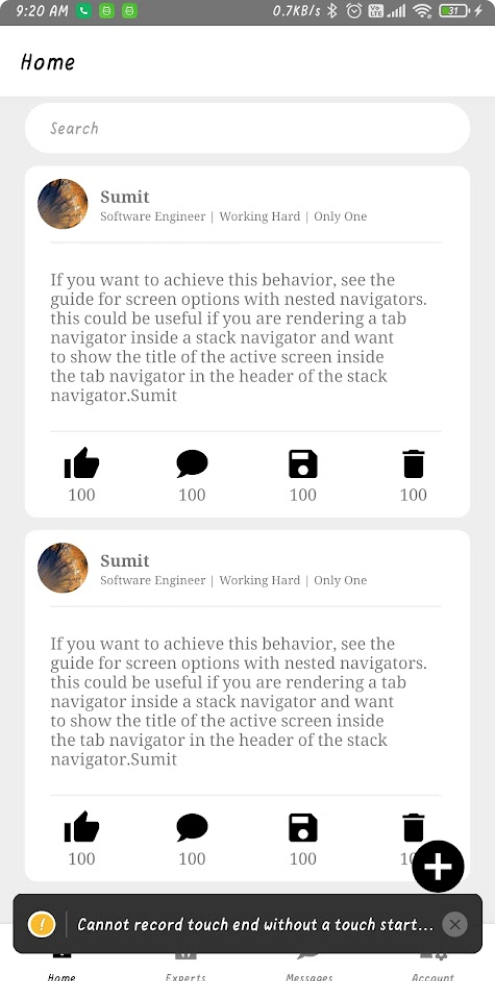 9:20 AM 0.7KB/s Vo LTE 31
Home
Search
Sumit
Software Engineer | Working Hard | Only One
If you want to achieve this behavior, see the
guide for screen options with nested navigators.
this could be useful if you are rendering a tab
navigator inside a stack navigator and want
to show the title of the active screen inside
the tab navigator in the header of the stack
navigator.Sumit
100 100 100 100
Sumit
Software Engineer | Working Hard | Only One
If you want to achieve this behavior, see the
guide for screen options with nested navigators.
this could be useful if you are rendering a tab
navigator inside a stack navigator and want
to show the title of the active screen inside
the tab navigator in the header of the stack
navigator.Sumit
100 100 100
Cannot record touch end without a touch start...
Home Experts Messages Account